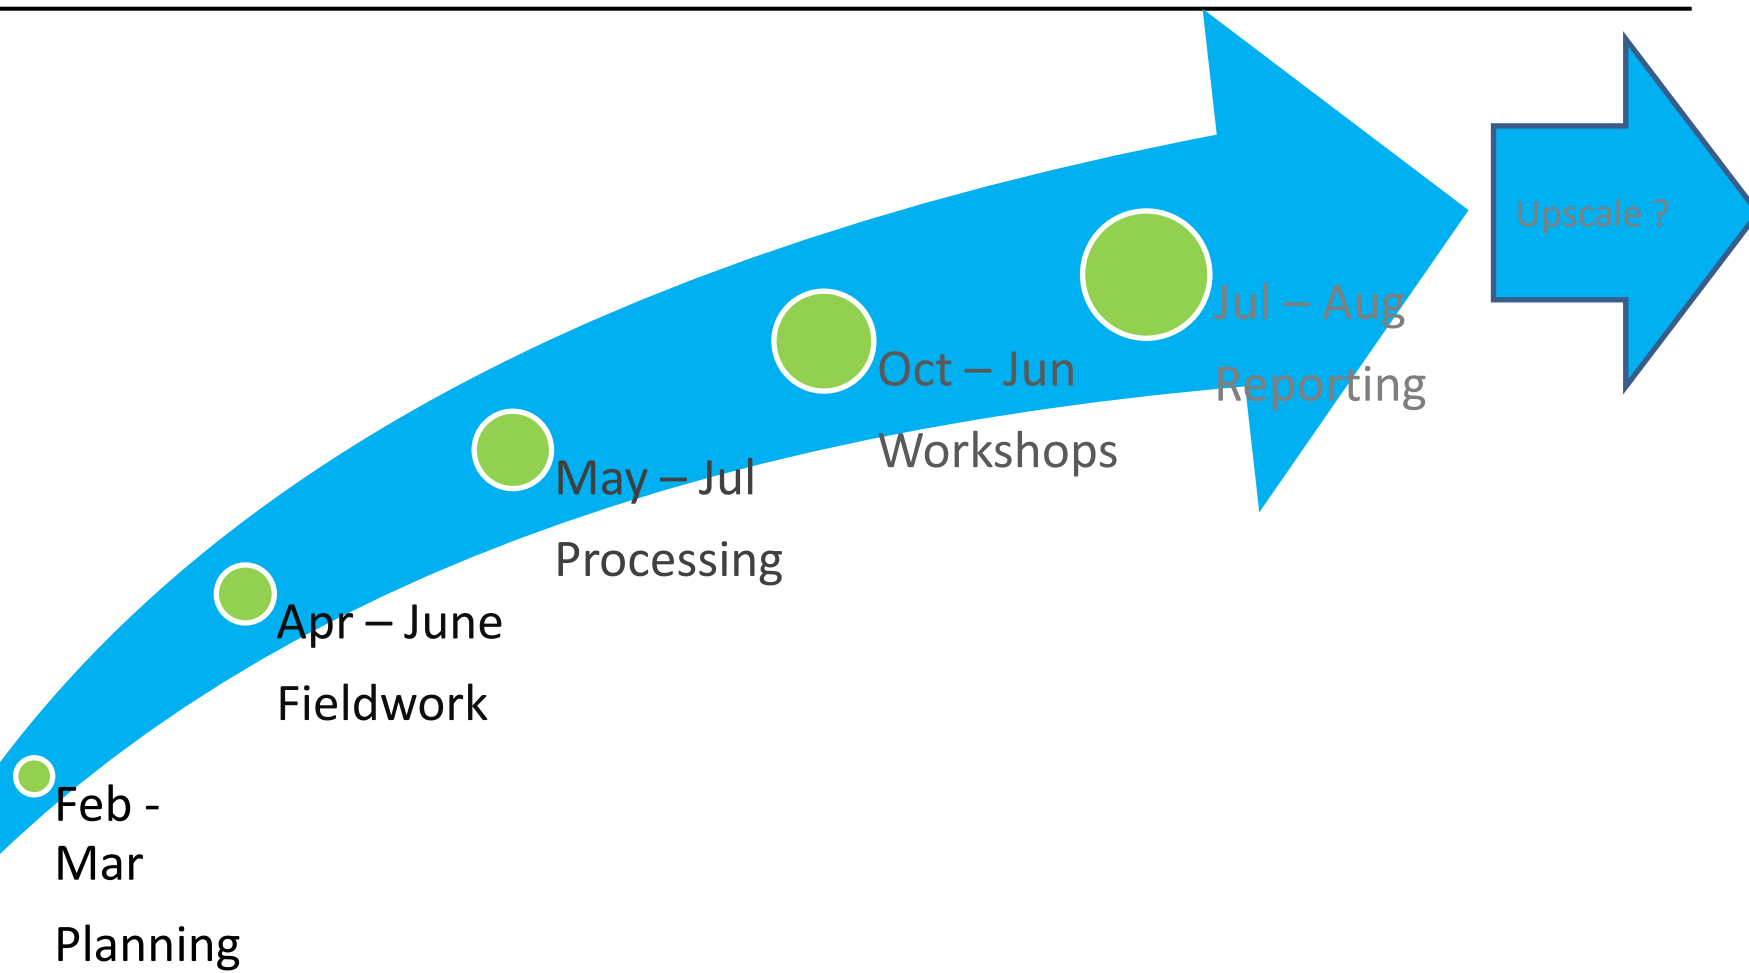 Feb -
Mar
Planning
Apr – June
Fieldwork
May – Jul
Processing
Oct – Jun
Workshops
Jul – Aug
Reporting
Upscale ?